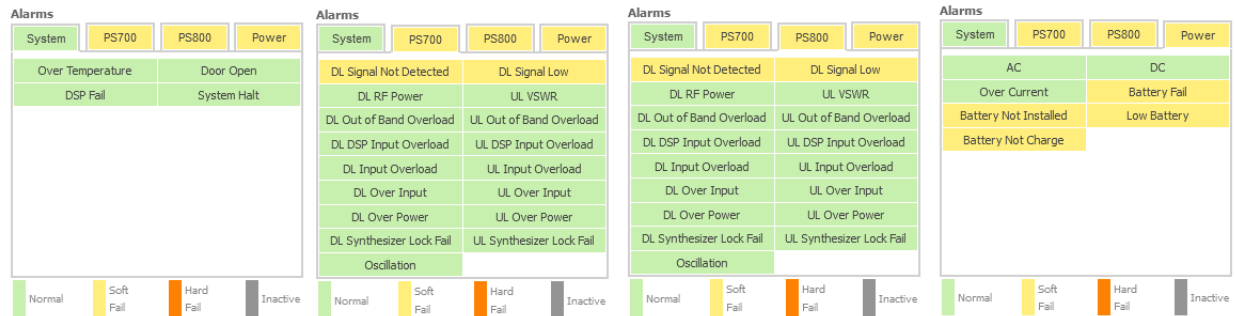 Alarms
System PS700 PS800 Power
Over Temperature Door Open
DSP Fail System Halt
Normal Soft Fail Hard Fail Inactive
Alarms
System PS700 PS800 Power
DL Signal Not Detected DL Signal Low
DL RF Power UL VSWR
DL Out of Band Overload UL Out of Band Overload
DL DSP Input Overload UL DSP Input Overload
DL Input Overload UL Input Overload
DL Over Input UL Over Input
DL Over Power UL Over Power
DL Synthesizer Lock Fail UL Synthesizer Lock Fail
Oscillation
Normal Soft Fail Hard Fail Inactive
Alarms
System PS700 PS800 Power
DL Signal Not Detected DL Signal Low
DL RF Power UL VSWR
DL Out of Band Overload UL Out of Band Overload
DL DSP Input Overload UL DSP Input Overload
DL Input Overload UL Input Overload
DL Over Input UL Over Input
DL Over Power UL Over Power
DL Synthesizer Lock Fail UL Synthesizer Lock Fail
Oscillation
Normal Soft Fail Hard Fail Inactive
Alarms
System PS700 PS800 Power
AC DC
Over Current Battery Fail
Battery Not Installed Low Battery
Battery Not Charge
Normal Soft Fail Hard Fail Inactive